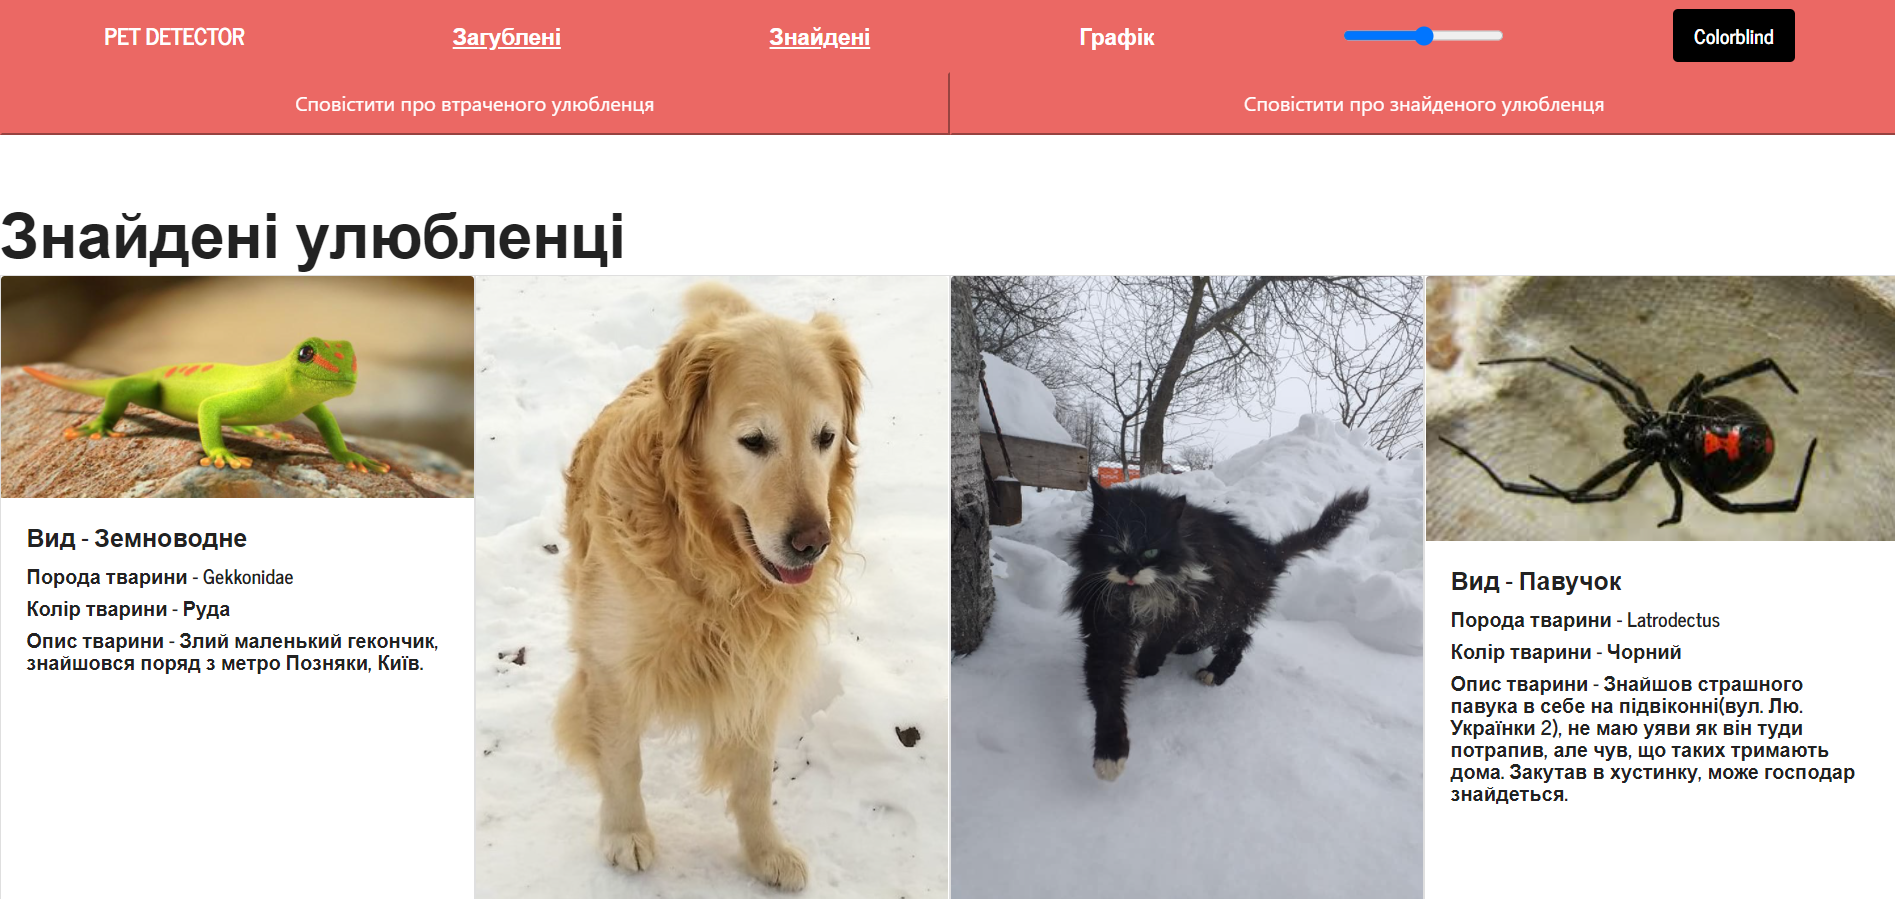 PET DETECTOR
Загублені
Знайдені
Графік
Colorblind
Сповістити про втраченого улюбленця
Сповістити про знайденого улюбленця
Знайдені улюбленці
Вид - Земноводне
Порода тварини - Gekkonidae
Колір тварини - Руда
Опис тварини - Злий маленький гекончик,
знайшовся поряд з метро Позняки, Київ.
Вид - Павучок
Порода тварини - Latrodectus
Колір тварини - Чорний
Опис тварини - Знайшов страшного
павука в себе на підвіконні(вул. Лю.
Українки 2), не маю уяви як він туди
потрапив, але чув, що таких тримають
дома. Закутав в хустинку, може господар
знайдеться.